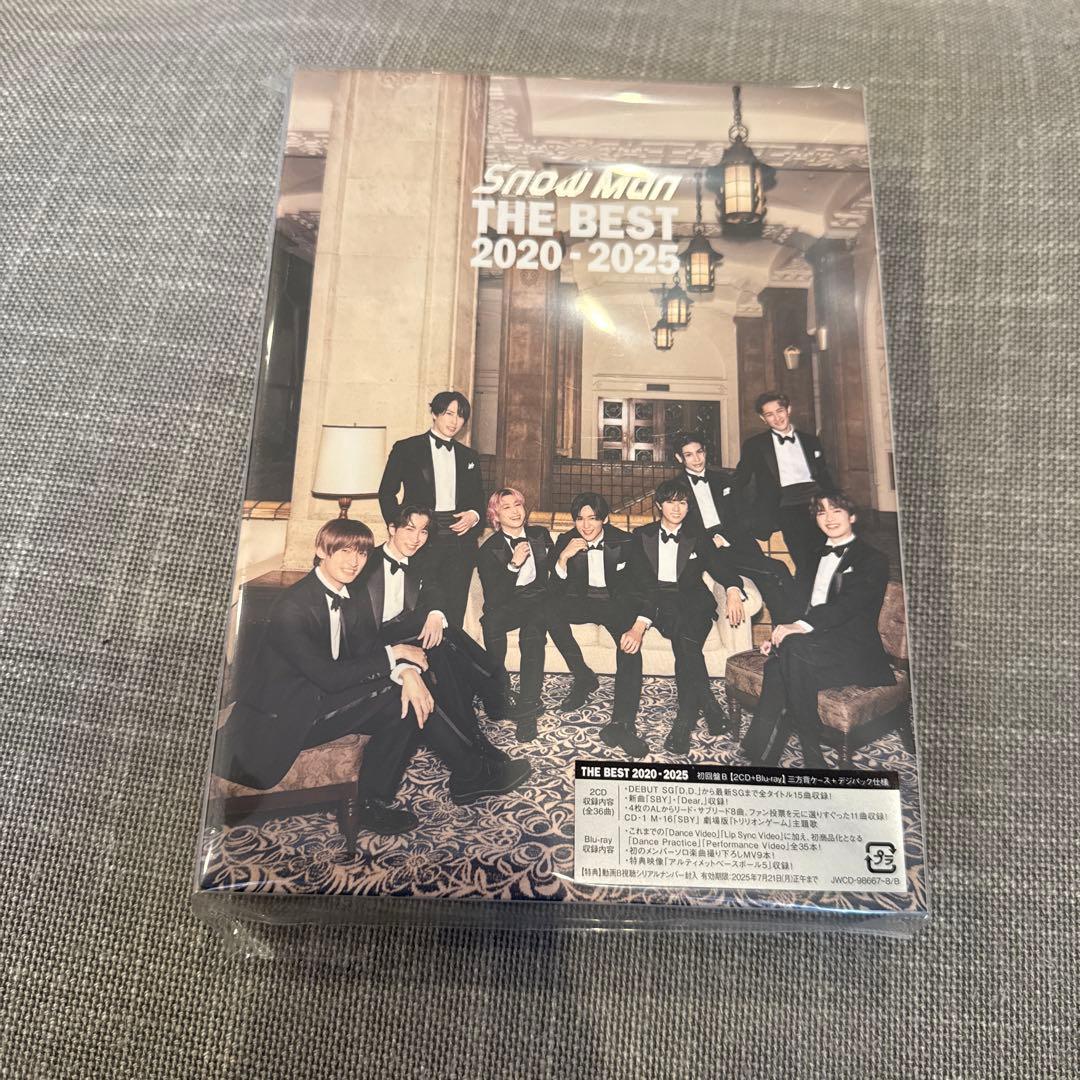 Snow Man
THE BEST
2020 - 2025
THE BEST 2020-2025 初回盤B【2CD+Blu-ray】三方背ケース+デジパック仕様
2CD
収録内容
(全36曲)
・DEBUT SG「D.D.」から最新SGまで全タイトル15曲収録!
・新曲「SBY」・「Dear,」収録!
・4枚のALからリード・サブリード8曲、ファン投票を元に選りすぐった11曲収録!
CD-1 M-16「SBY」 劇場版『トリリオンゲーム』主題歌
Blu-ray
収録内容
・これまでの「Dance Video」「Lip Sync Video」に加え、初商品化となる
「Dance Practice」「Performance Video」全35本!
・初のメンバーソロ楽曲撮り下ろしMV9本!
・特典映像「アルティメットベースボール5」収録!
【特典】動画B視聴シリアルナンバー封入 有効期限:2025年7月21日(月)正午まで
プラ
JWCD-98667~8/B